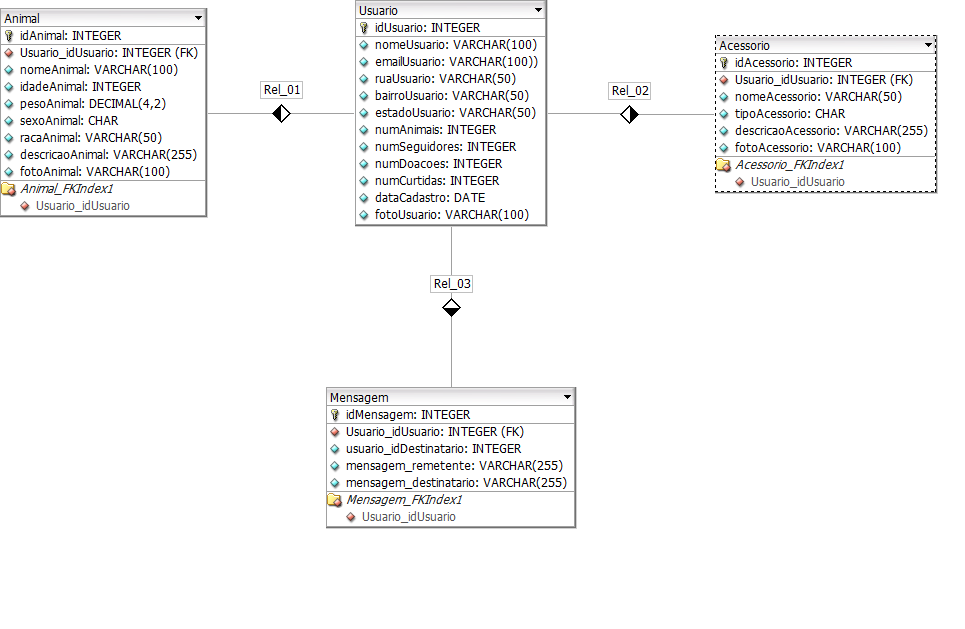 Animal
idAnimal: INTEGER
Usuario_idUsuario: INTEGER (FK)
nomeAnimal: VARCHAR(100)
idadeAnimal: INTEGER
pesoAnimal: DECIMAL(4,2)
sexoAnimal: CHAR
racaAnimal: VARCHAR(50)
descricaoAnimal: VARCHAR(255)
fotoAnimal: VARCHAR(100)
Animal_FKIndex1
Usuario_idUsuario
Rel_01
Usuario
idUsuario: INTEGER
nomeUsuario: VARCHAR(100)
emailUsuario: VARCHAR(100))
ruaUsuario: VARCHAR(50)
bairroUsuario: VARCHAR(50)
estadoUsuario: VARCHAR(50)
numAnimais: INTEGER
numSeguidores: INTEGER
numDoacoes: INTEGER
numCurtidas: INTEGER
dataCadastro: DATE
fotoUsuario: VARCHAR(100)
Rel_02
Acessorio
idAcessorio: INTEGER
Usuario_idUsuario: INTEGER (FK)
nomeAcessorio: VARCHAR(50)
tipoAcessorio: CHAR
descricaoAcessorio: VARCHAR(255)
fotoAcessorio: VARCHAR(100)
Acessorio_FKIndex1
Usuario_idUsuario
Rel_03
Mensagem
idMensagem: INTEGER
Usuario_idUsuario: INTEGER (FK)
usuario_idDestinatario: INTEGER
mensagem_remetente: VARCHAR(255)
mensagem_destinatario: VARCHAR(255)
Mensagem_FKIndex1
Usuario_idUsuario